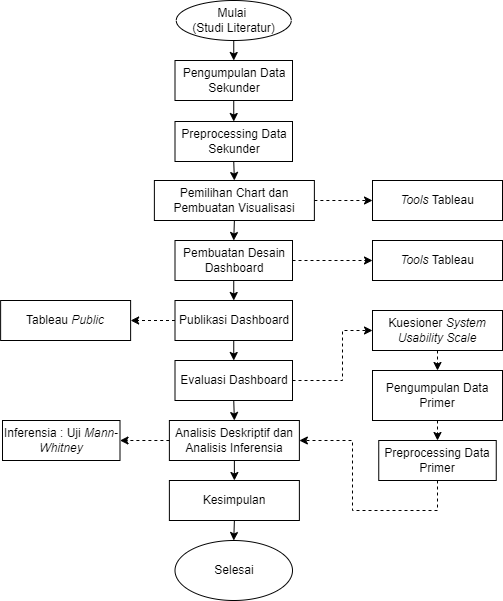 Mulai
(Studi Literatur)
Pengumpulan Data
Sekunder
Preprocessing Data
Sekunder
Pemilihan Chart dan
Pembuatan Visualisasi
Tools Tableau
Pembuatan Desain
Dashboard
Tools Tableau
Tableau Public
Publikasi Dashboard
Kuesioner System
Usability Scale
Evaluasi Dashboard
Pengumpulan Data
Primer
Inferensia : Uji Mann-
Whitney
Analisis Deskriptif dan
Analisis Inferensia
Preprocessing Data
Primer
Kesimpulan
Selesai